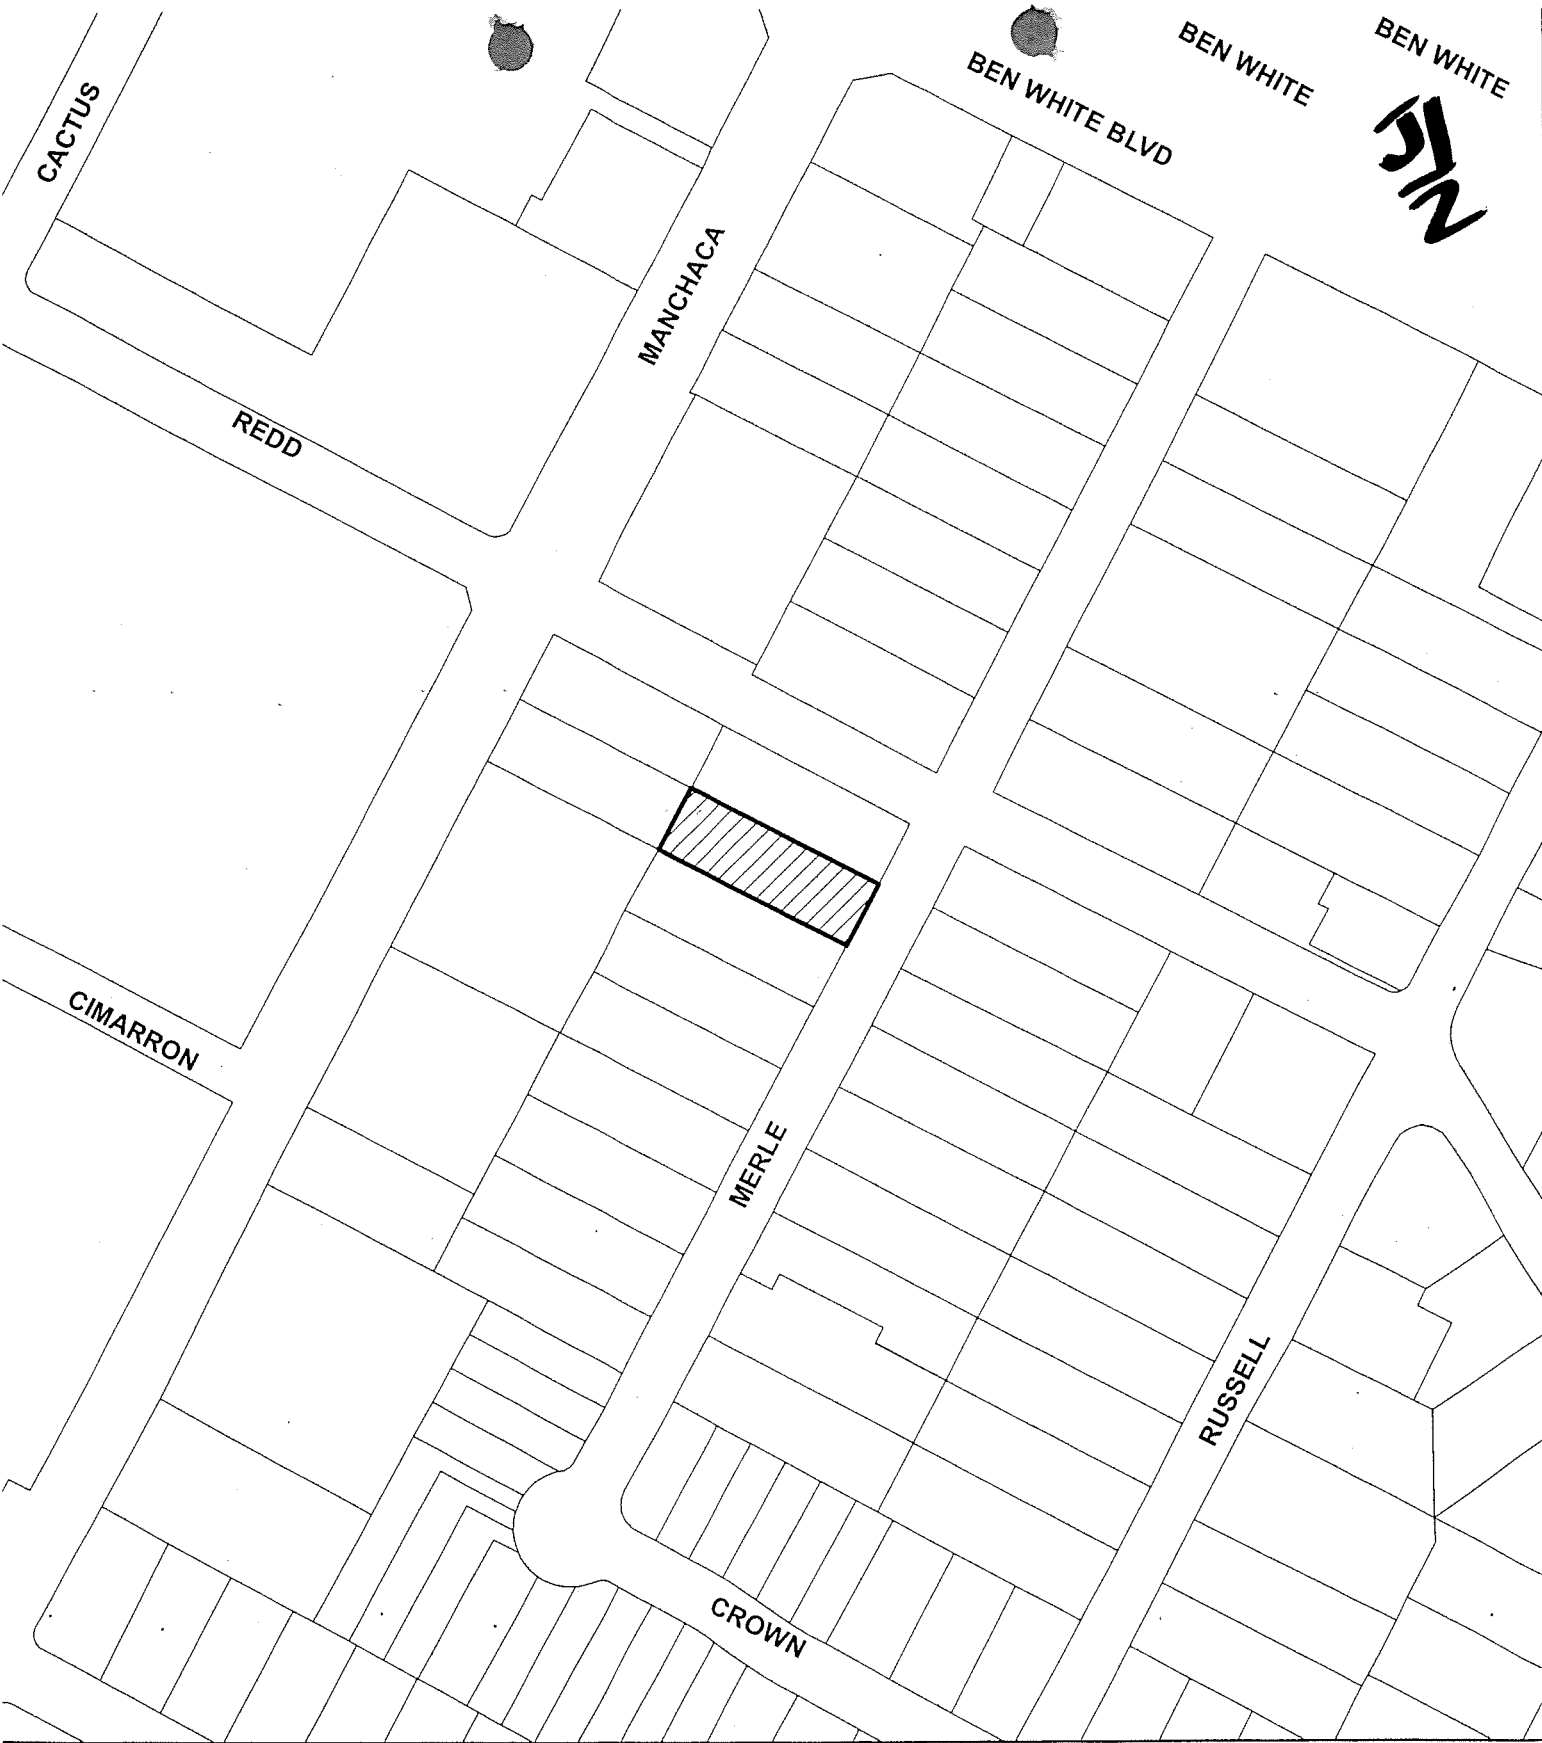 BEN WHITE
BEN WHITE
BEN WHITE BLVD
CACTUS
MANCHACA
REDD
CIMARRON
MERLE
RUSSELL
CROWN